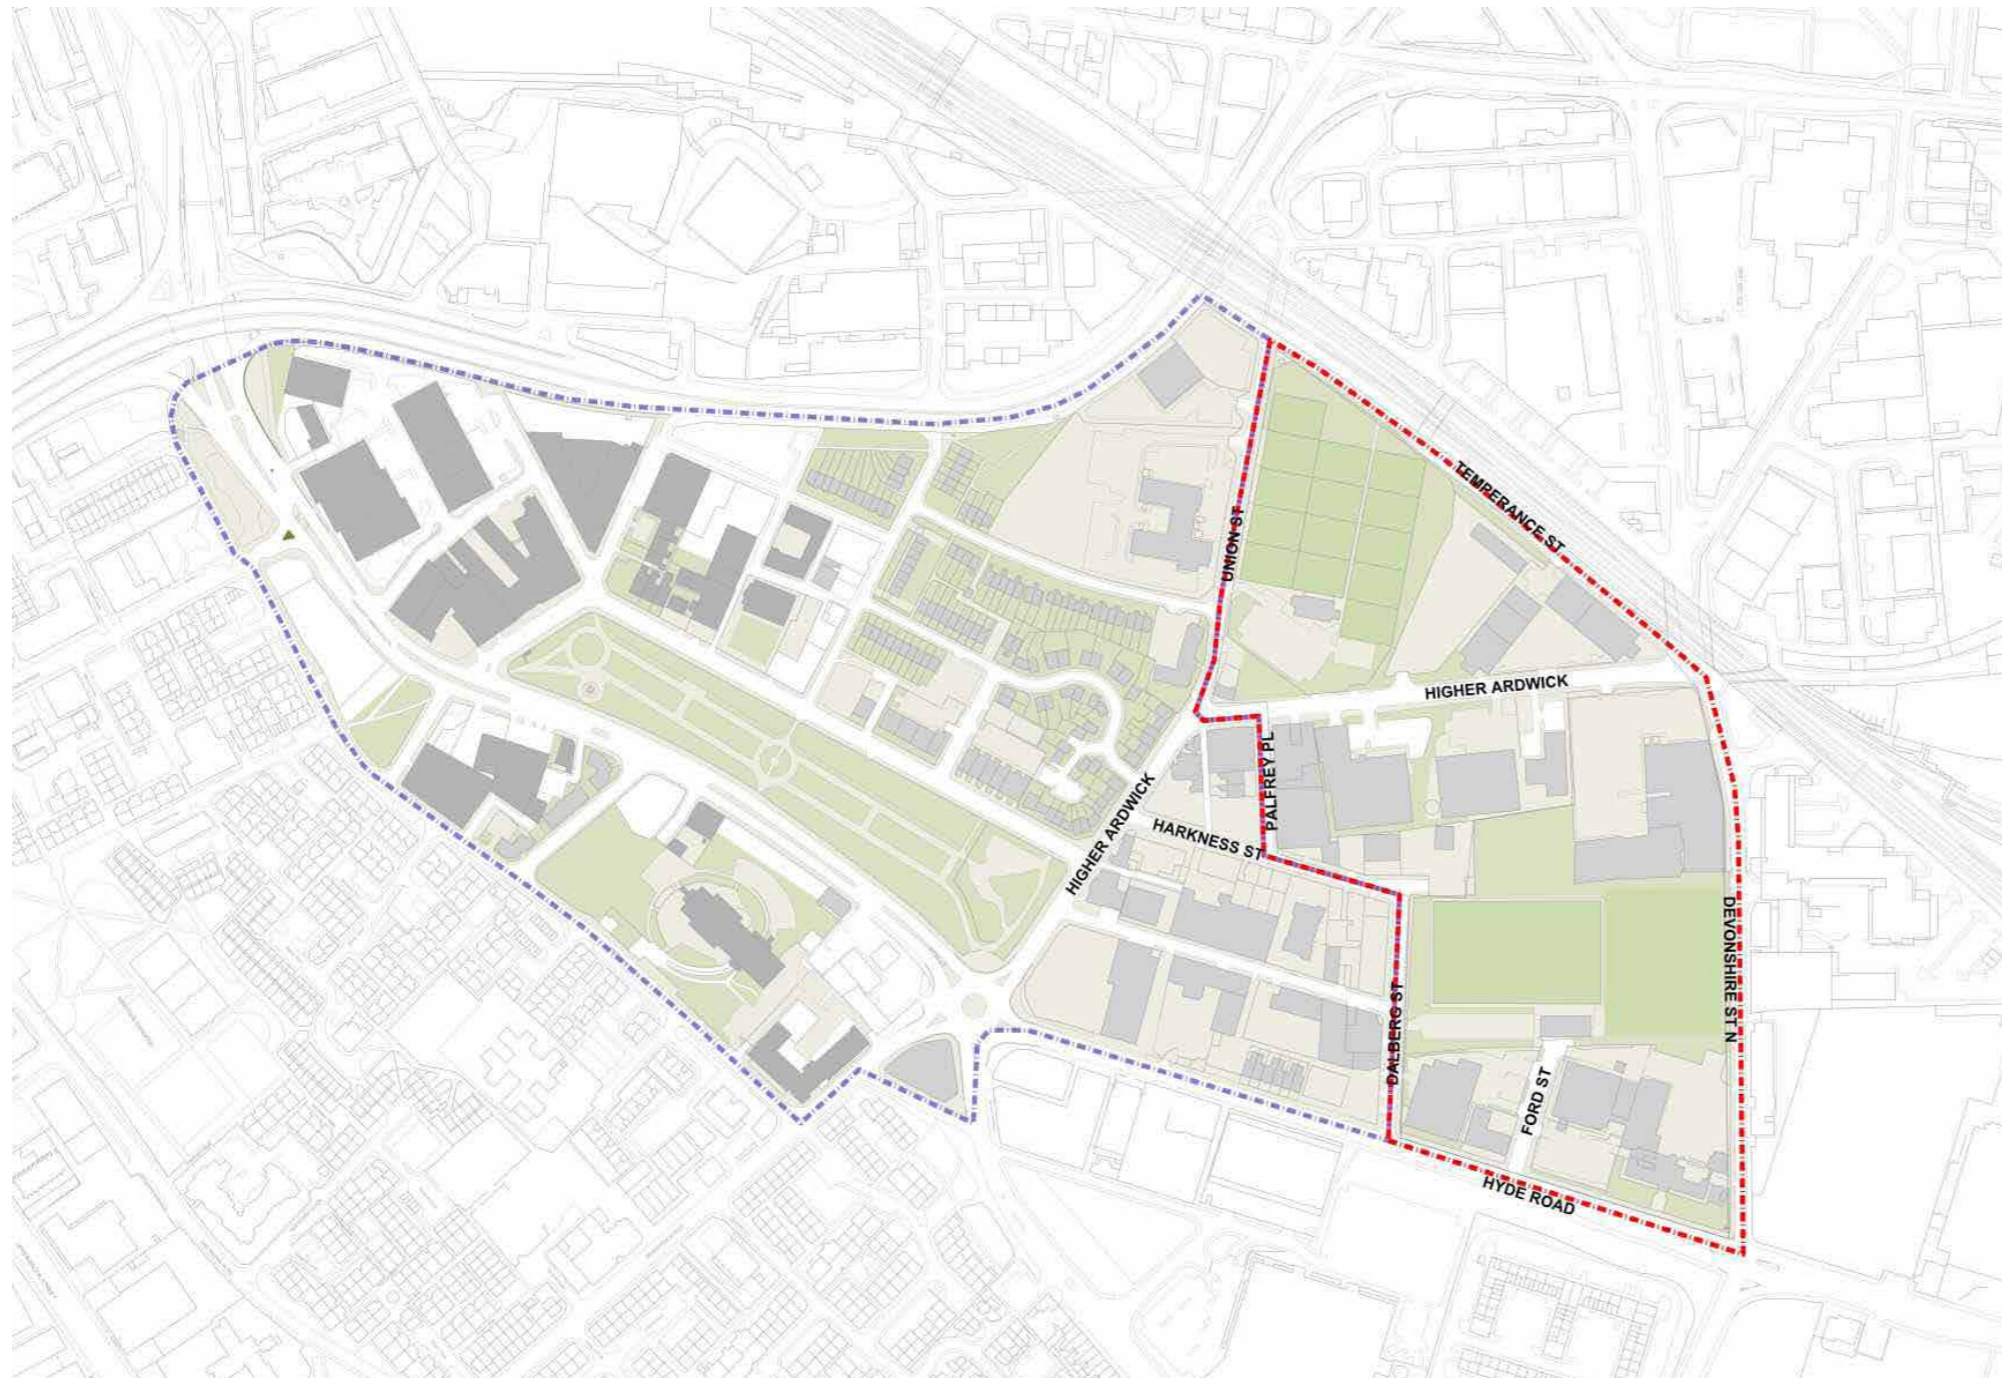 TEMPERANCE ST
UNION ST
HIGHER ARDWICK
PALFREY PL
HIGHER ARDWICK
HARKNESS ST
DEVONSHIRE ST N
DALBERG ST
FORD ST
HYDE ROAD